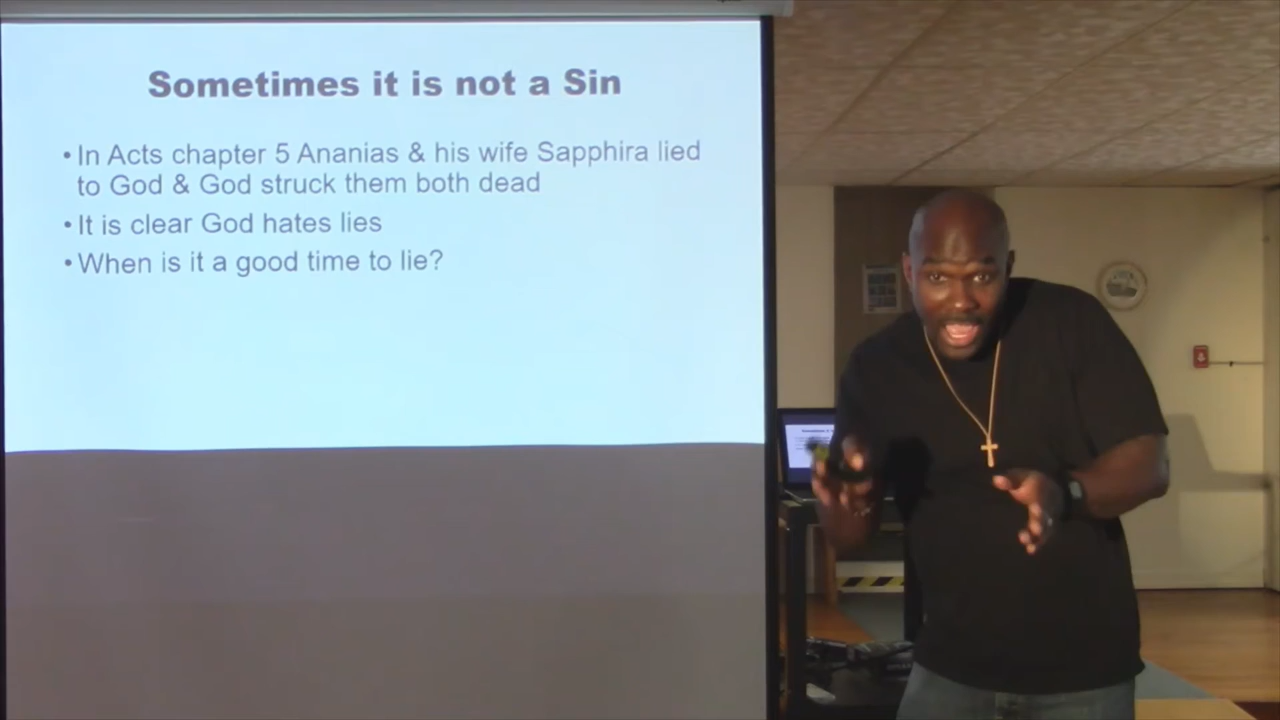 Sometimes it is not a Sin
• In Acts chapter 5 Ananias & his wife Sapphira lied
to God & God struck them both dead
• It is clear God hates lies
• When is it a good time to lie?